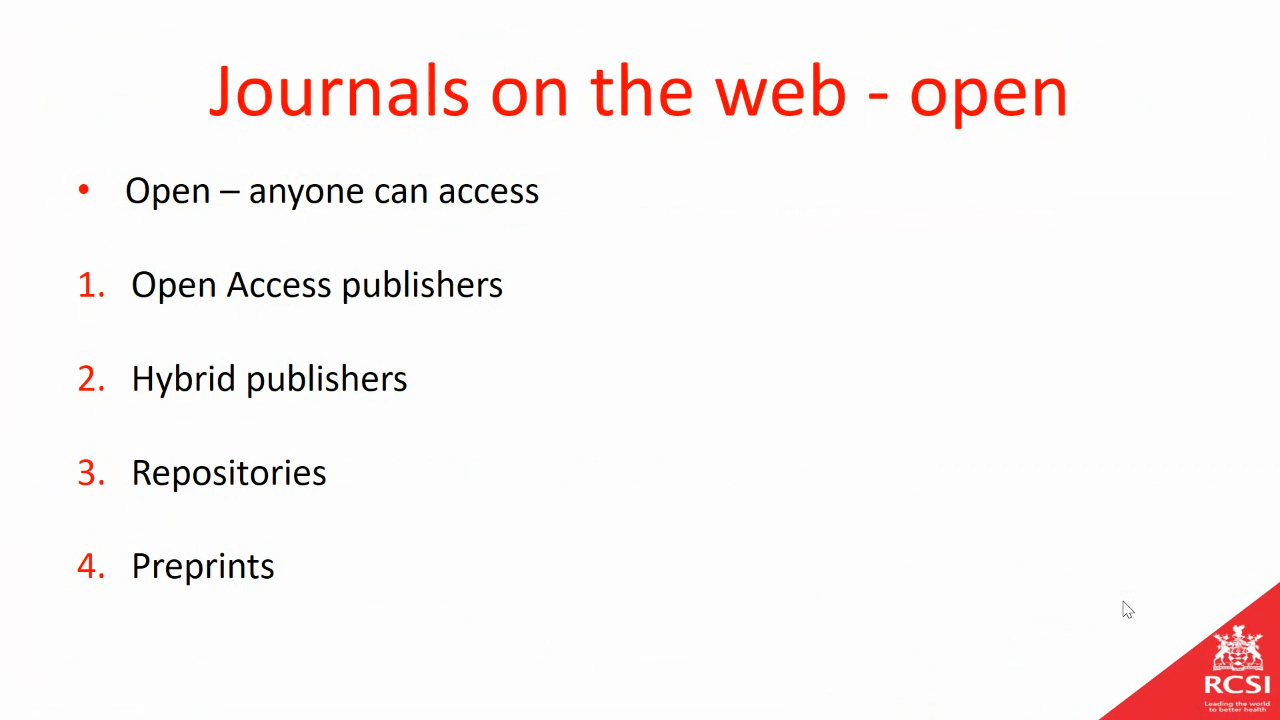 Journals on the web - open
• Open – anyone can access
1. Open Access publishers
2. Hybrid publishers
3. Repositories
4. Preprints
RCSI
Leading the world
to better health